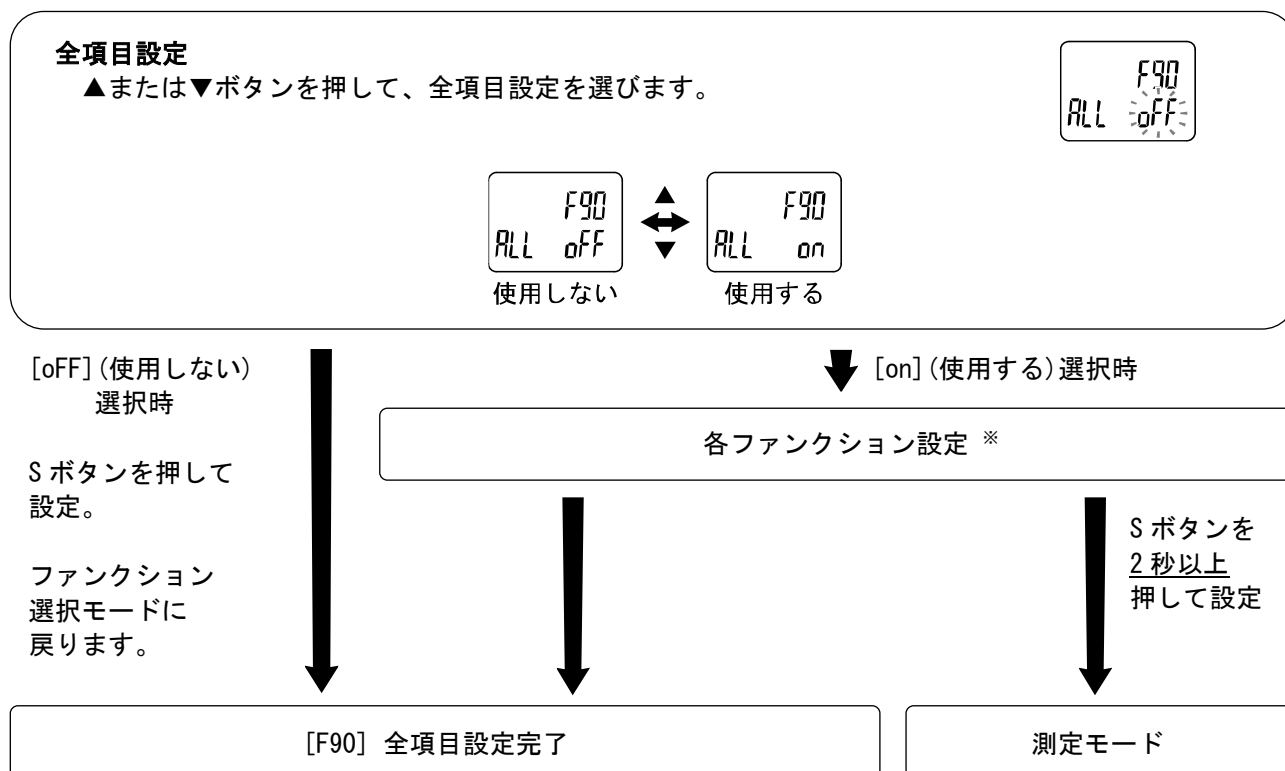 全項目設定
▲または▼ボタンを押して、全項目設定を選びます。
F90
ALL oFF
F90
ALL oFF
使用しない
▲
▼
F90
ALL on
使用する
[oFF](使用しない)
選択時
Sボタンを押して
設定。
ファンクション
選択モードに
戻ります。
[on](使用する)選択時
各ファンクション設定 ※
Sボタンを
2秒以上
押して設定
[F90] 全項目設定完了
測定モード